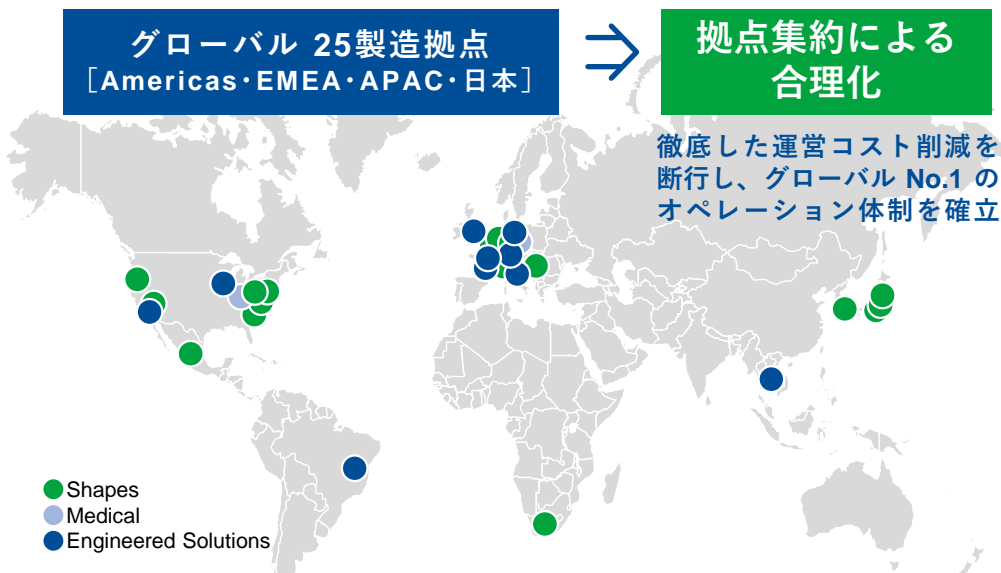 グローバル 25製造拠点
［Americas･EMEA･APAC･日本］
拠点集約による
合理化
徹底した運営コスト削減を
断行し、グローバル No.1 の
オペレーション体制を確立
Shapes
Medical
Engineered Solutions